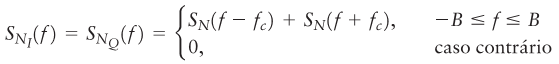 S_{N_I}(f) = S_{N_Q}(f) = { S_N(f − f_c) + S_N(f + f_c), −B ≤ f ≤ B
0, caso contrário